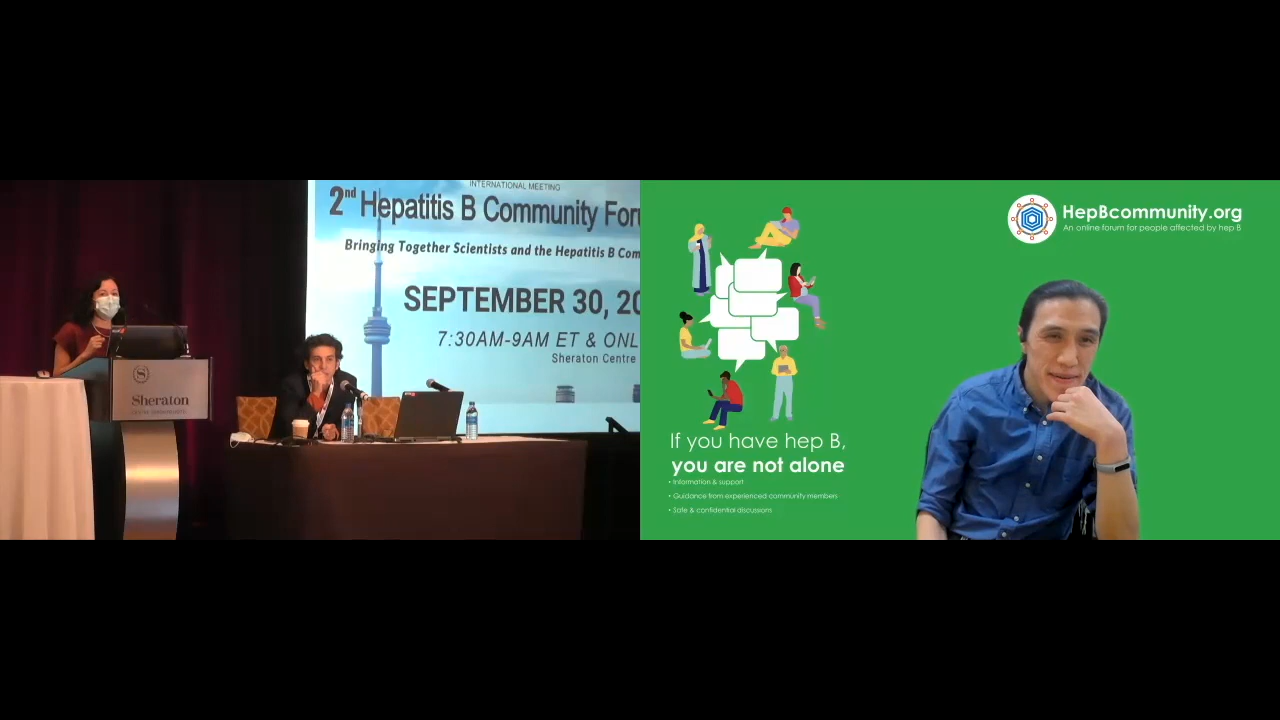 INTERNATIONAL MEETING
2nd Hepatitis B Community Foru
Bringing Together Scientists and the Hepatitis B Com
SEPTEMBER 30, 20
7:30AM-9AM ET & ONL
Sheraton Centre
Sheraton
HepBcommunity.org
An online forum for people affected by hep B
If you have hep B,
you are not alone
• Information & support
• Guidance from experienced community members
• Safe & confidential discussions